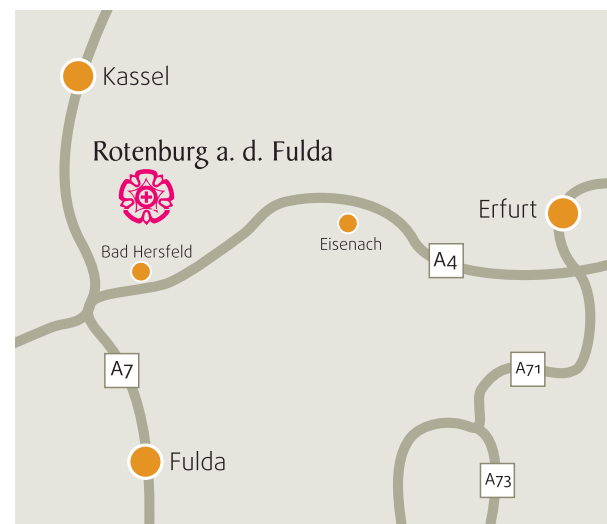 Kassel
Rotenburg a. d. Fulda
Erfurt
Bad Hersfeld
Eisenach
A4
A7
A71
Fulda
A73